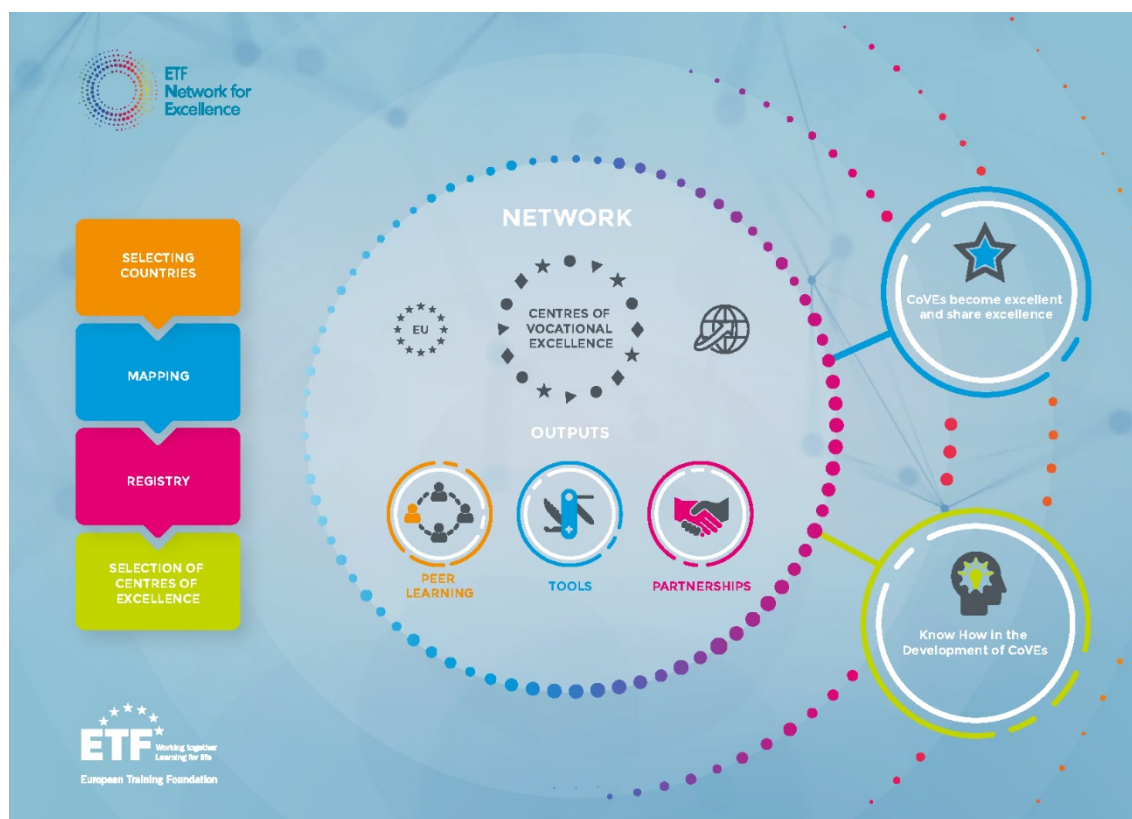 ETF
Network for
Excellence
SELECTING
COUNTRIES
MAPPING
REGISTRY
SELECTION OF
CENTRES OF
EXCELLENCE
NETWORK
EU
CENTRES OF
VOCATIONAL
EXCELLENCE
OUTPUTS
PEER
LEARNING
TOOLS
PARTNERSHIPS
CoVEs become excellent
and share excellence
Know How in the
Development of CoVEs
ETF
Working together
Learning for life
European Training Foundation